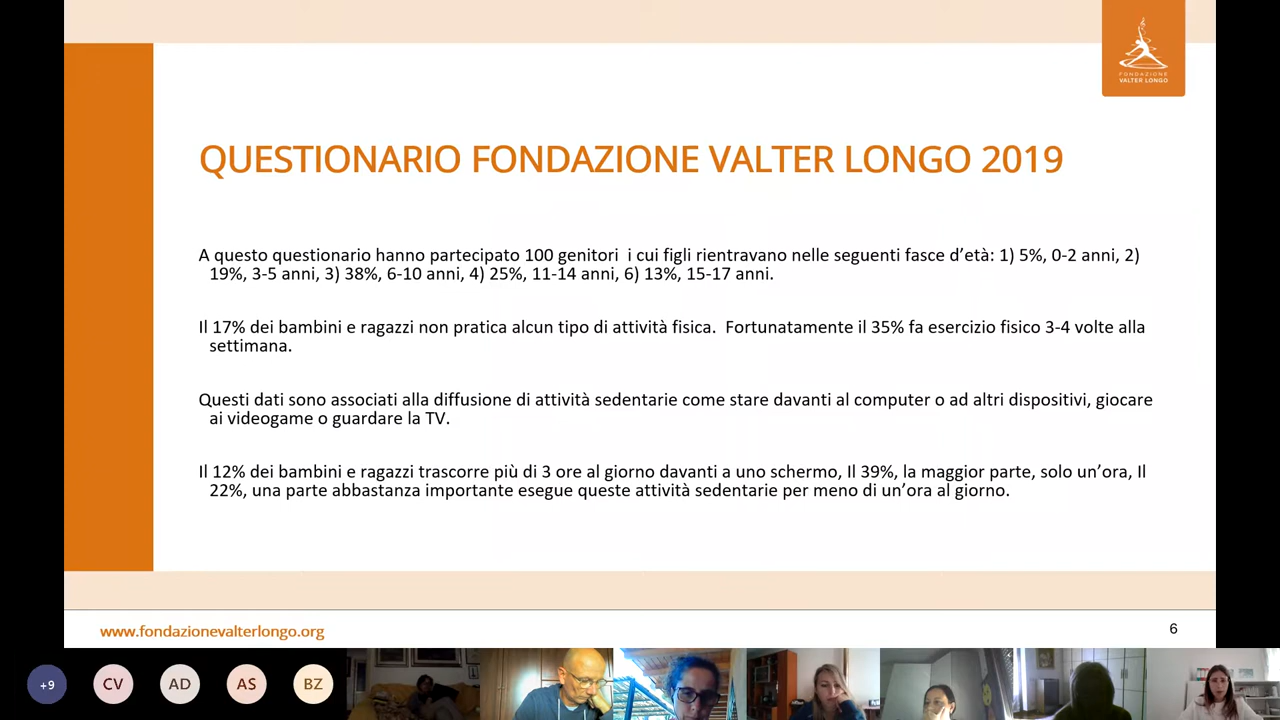 FONDAZIONE
VALTER LONGO
QUESTIONARIO FONDAZIONE VALTER LONGO 2019
A questo questionario hanno partecipato 100 genitori i cui figli rientravano nelle seguenti fasce d’età: 1) 5%, 0-2 anni, 2)
19%, 3-5 anni, 3) 38%, 6-10 anni, 4) 25%, 11-14 anni, 6) 13%, 15-17 anni.
Il 17% dei bambini e ragazzi non pratica alcun tipo di attività fisica. Fortunatamente il 35% fa esercizio fisico 3-4 volte alla
settimana.
Questi dati sono associati alla diffusione di attività sedentarie come stare davanti al computer o ad altri dispositivi, giocare
ai videogame o guardare la TV.
Il 12% dei bambini e ragazzi trascorre più di 3 ore al giorno davanti a uno schermo, Il 39%, la maggior parte, solo un’ora, Il
22%, una parte abbastanza importante esegue queste attività sedentarie per meno di un’ora al giorno.
www.fondazionevalterlongo.org
6
+9
CV
AD
AS
BZ